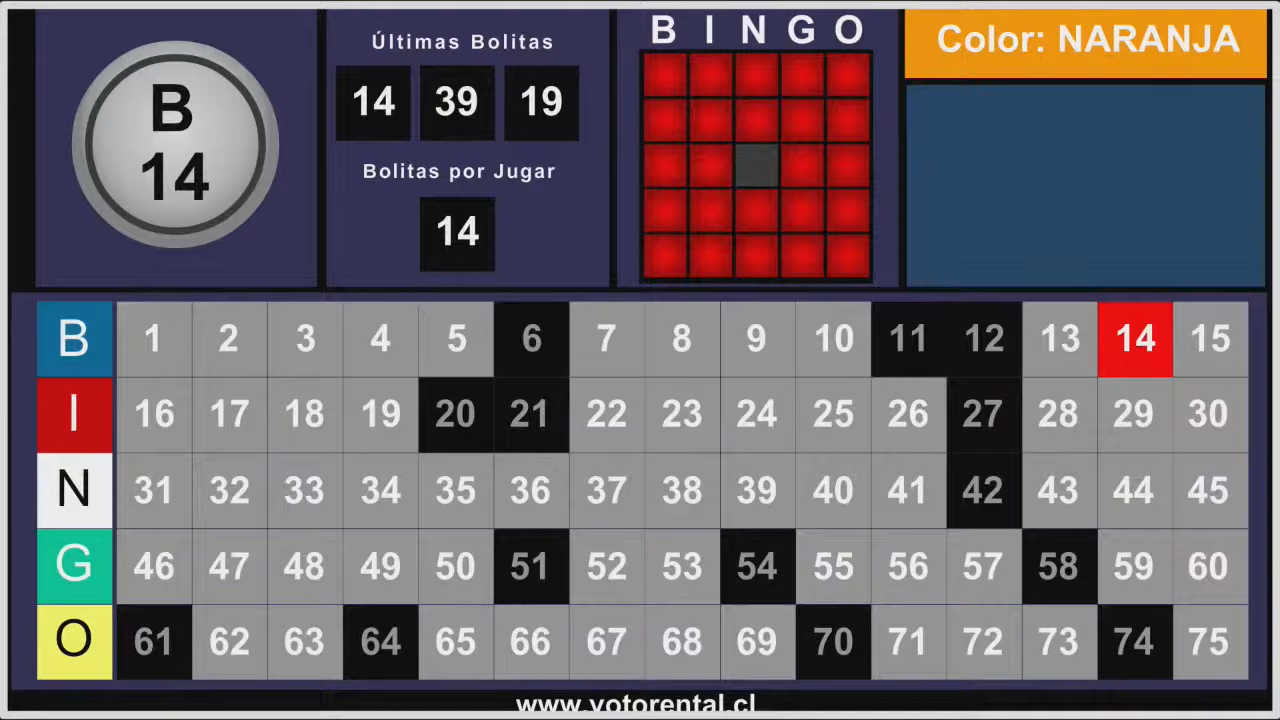 B
14
Últimas Bolitas
14 39 19
Bolitas por Jugar
14
B I N G O
Color: NARANJA
B 1 2 3 4 5 6 7 8 9 10 11 12 13 14 15
I 16 17 18 19 20 21 22 23 24 25 26 27 28 29 30
N 31 32 33 34 35 36 37 38 39 40 41 42 43 44 45
G 46 47 48 49 50 51 52 53 54 55 56 57 58 59 60
O 61 62 63 64 65 66 67 68 69 70 71 72 73 74 75
www.votorental.cl